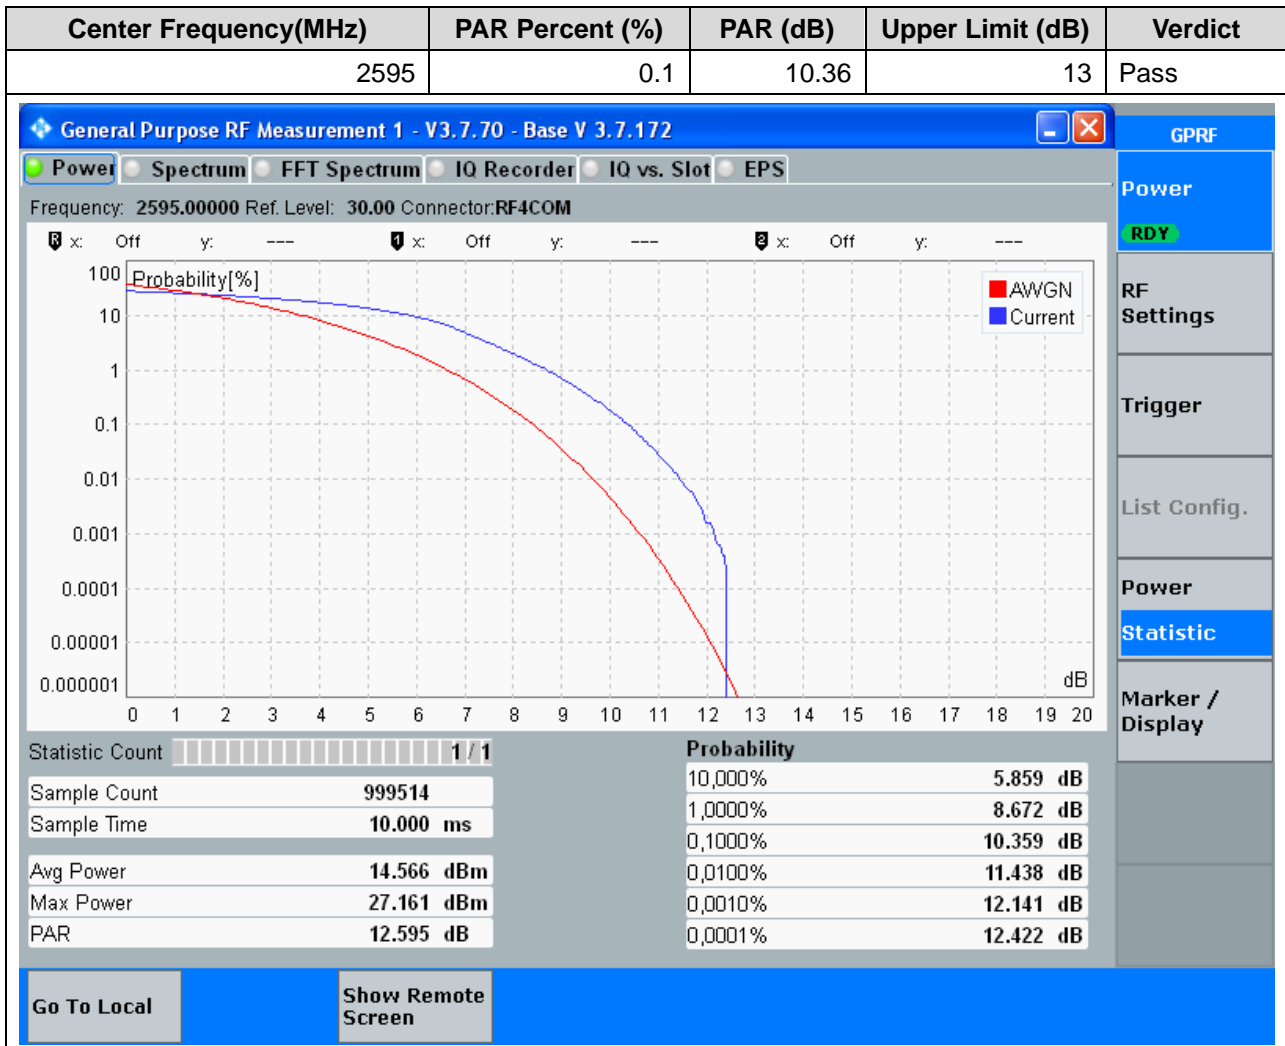 Center Frequency(MHz) PAR Percent (%) PAR (dB) Upper Limit (dB) Verdict
2595 0.1 10.36 13 Pass
General Purpose RF Measurement 1 - V3.7.70 - Base V 3.7.172
GPRF
Power Spectrum FFT Spectrum IQ Recorder IQ vs. Slot EPS
Frequency: 2595.00000 Ref. Level: 30.00 Connector:RF4COM
R x: Off y: --- 1 x: Off y: --- 2 x: Off y: ---
Probability[%]
100
10
1
0.1
0.01
0.001
0.0001
0.00001
0.000001
AWGN
Current
dB
0 1 2 3 4 5 6 7 8 9 10 11 12 13 14 15 16 17 18 19 20
Statistic Count 1 / 1
Sample Count 999514
Sample Time 10.000 ms
Avg Power 14.566 dBm
Max Power 27.161 dBm
PAR 12.595 dB
Probability
10,000% 5.859 dB
1,0000% 8.672 dB
0,1000% 10.359 dB
0,0100% 11.438 dB
0,0010% 12.141 dB
0,0001% 12.422 dB
Power
RDY
RF
Settings
Trigger
List Config.
Power
Statistic
Marker /
Display
Go To Local
Show Remote
Screen